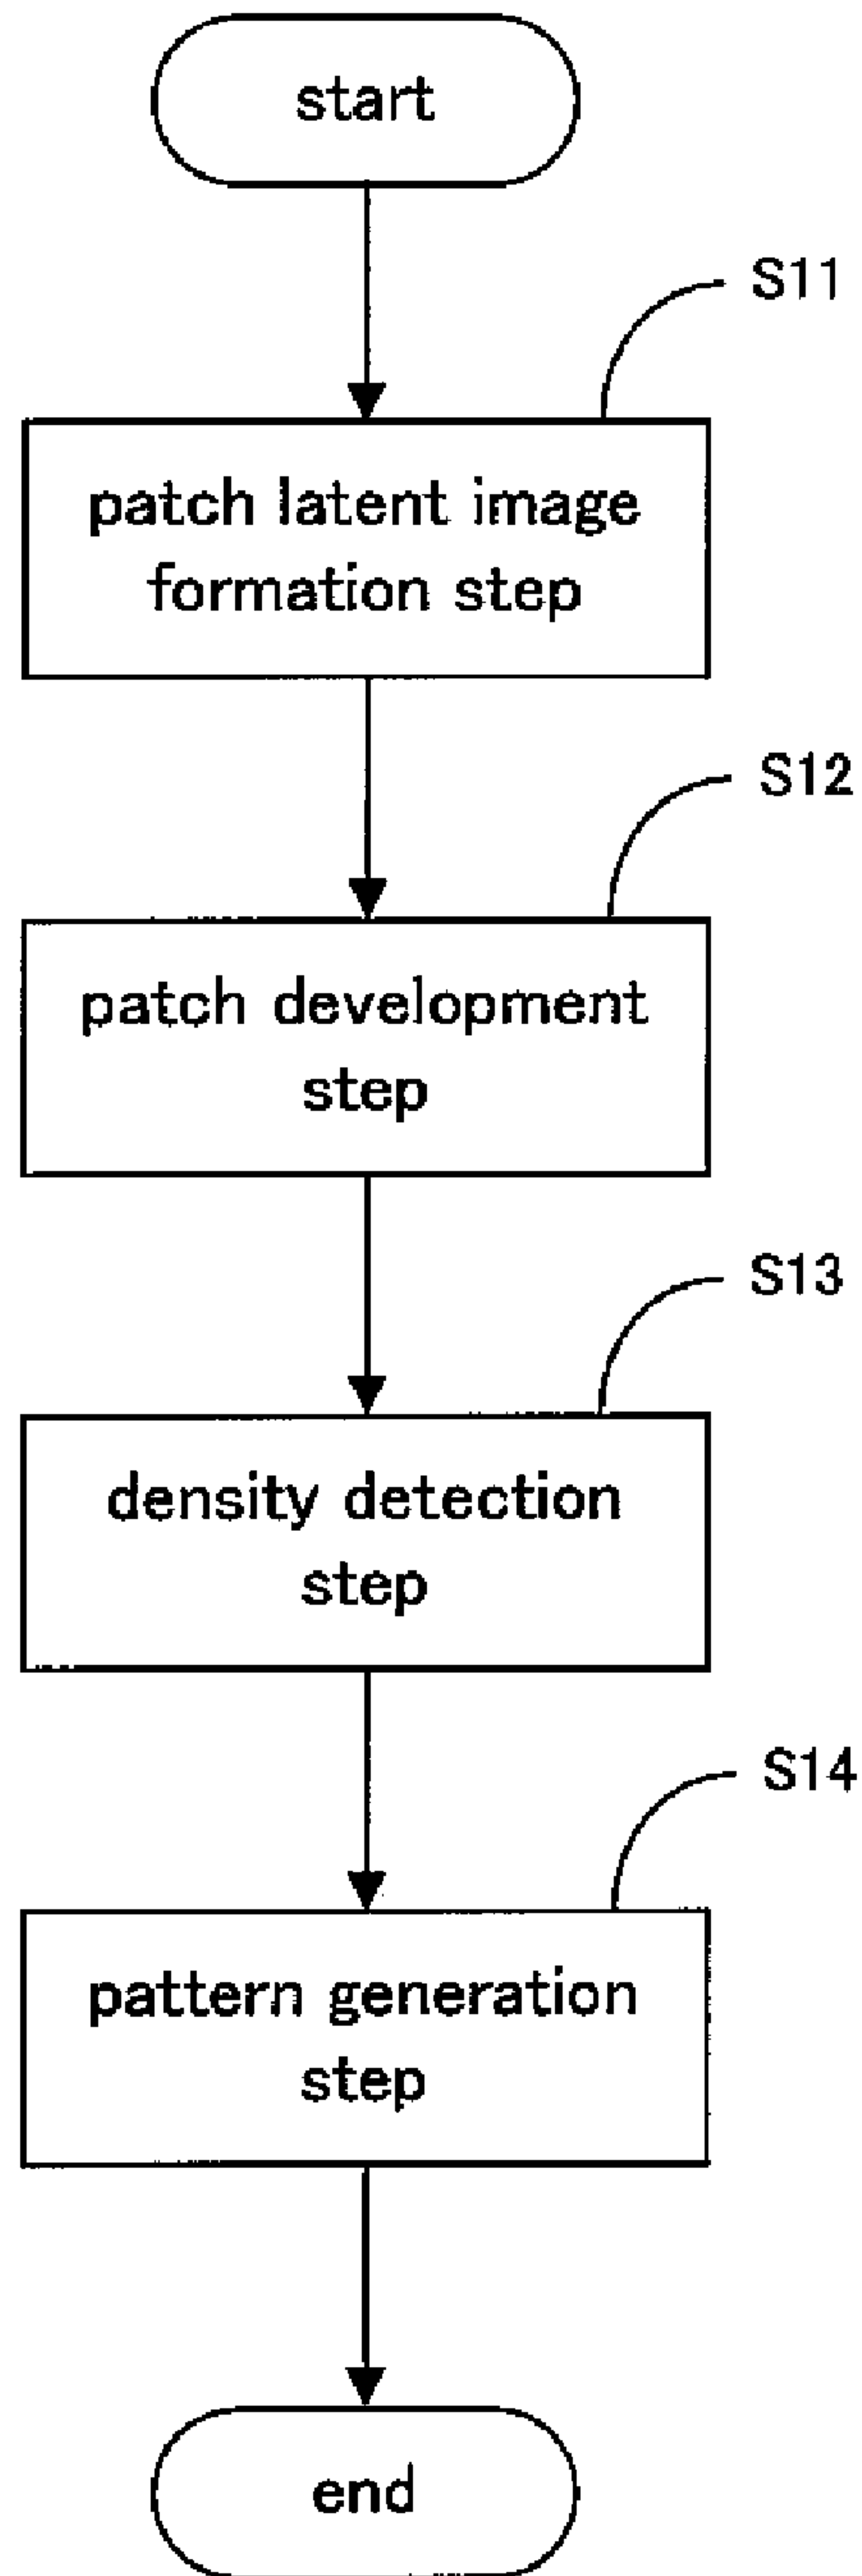 start
S11
patch latent image
formation step
S12
patch development
step
S13
density detection
step
S14
pattern generation
step
end